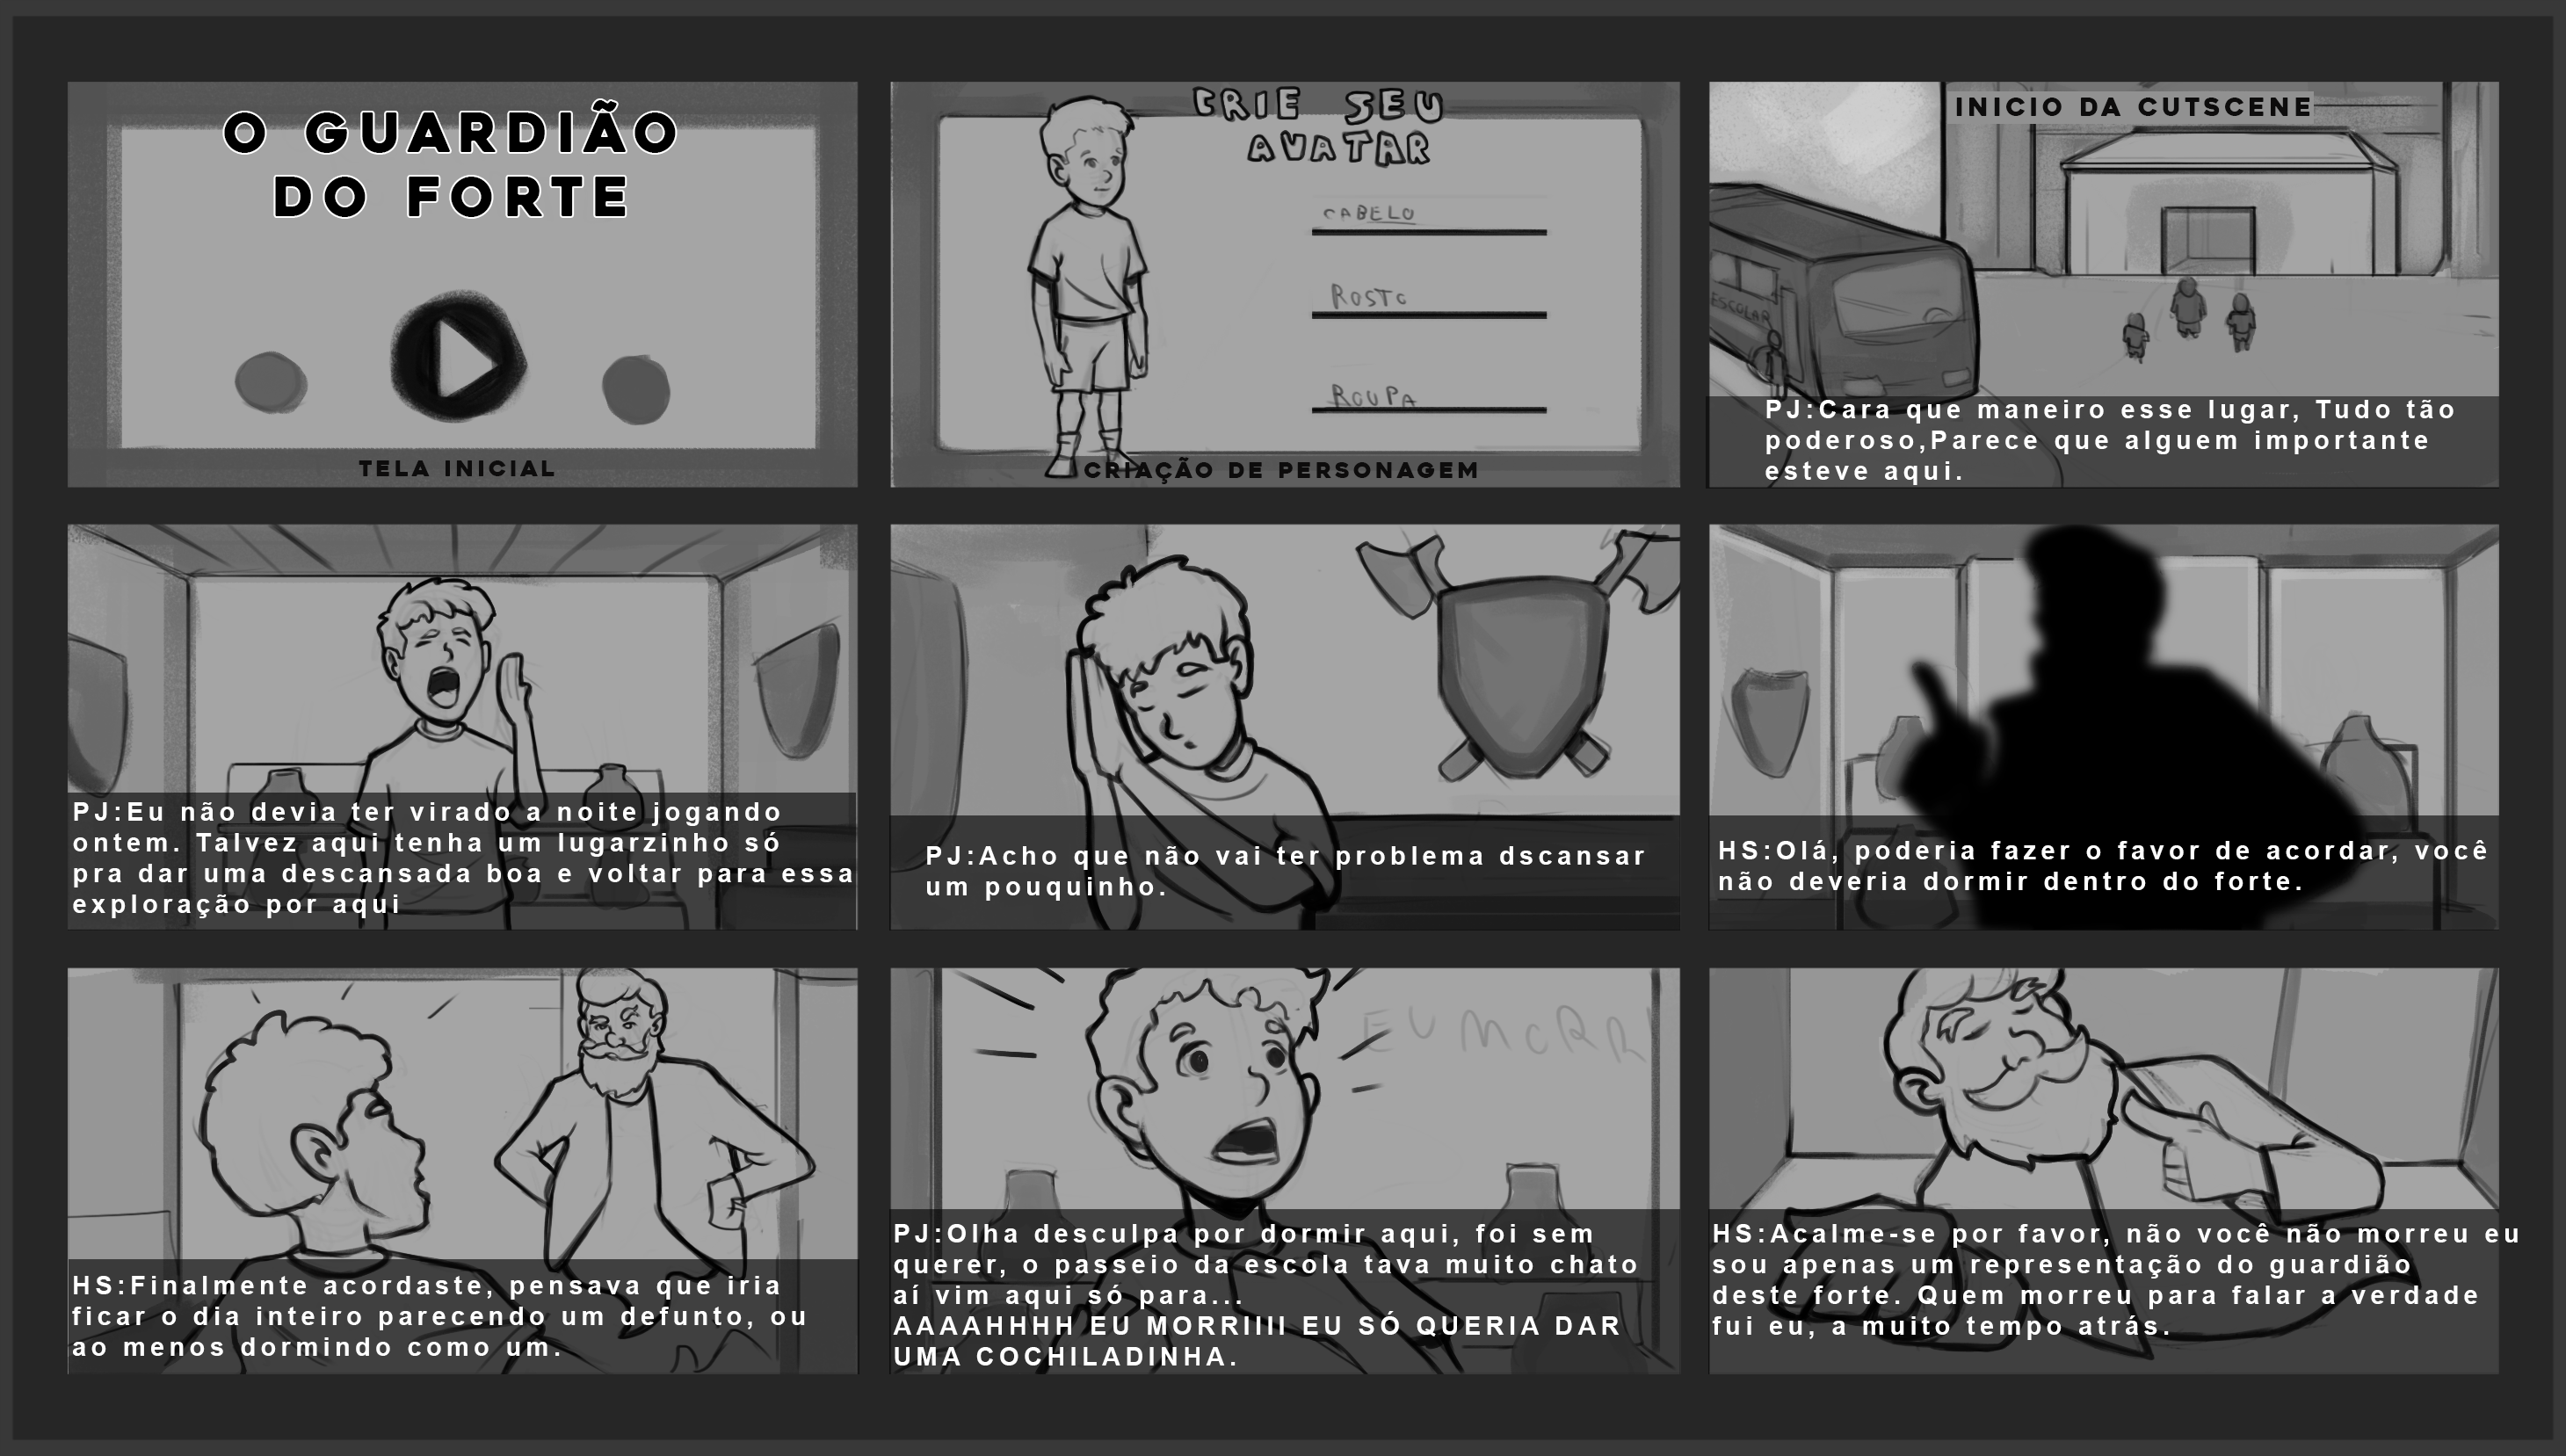 O GUARDIÃO
DO FORTE
TELA INICIAL
CRIE SEU
AVATAR
CABELO
ROSTO
ROUPA
CRIAÇÃO DE PERSONAGEM
INICIO DA CUTSCENE
ESCOLAR
PJ:Cara que maneiro esse lugar, Tudo tão
poderoso,Parece que alguem importante
esteve aqui.
PJ:Eu não devia ter virado a noite jogando
ontem. Talvez aqui tenha um lugarzinho só
pra dar uma descansada boa e voltar para essa
exploração por aqui
PJ:Acho que não vai ter problema dscansar
um pouquinho.
HS:Olá, poderia fazer o favor de acordar, você
não deveria dormir dentro do forte.
HS:Finalmente acordaste, pensava que iria
ficar o dia inteiro parecendo um defunto, ou
ao menos dormindo como um.
EU MORRI
PJ:Olha desculpa por dormir aqui, foi sem
querer, o passeio da escola tava muito chato
aí vim aqui só para...
AAAAHHHH EU MORRIIII EU SÓ QUERIA DAR
UMA COCHILADINHA.
HS:Acalme-se por favor, não você não morreu eu
sou apenas um representação do guardião
deste forte. Quem morreu para falar a verdade
fui eu, a muito tempo atrás.